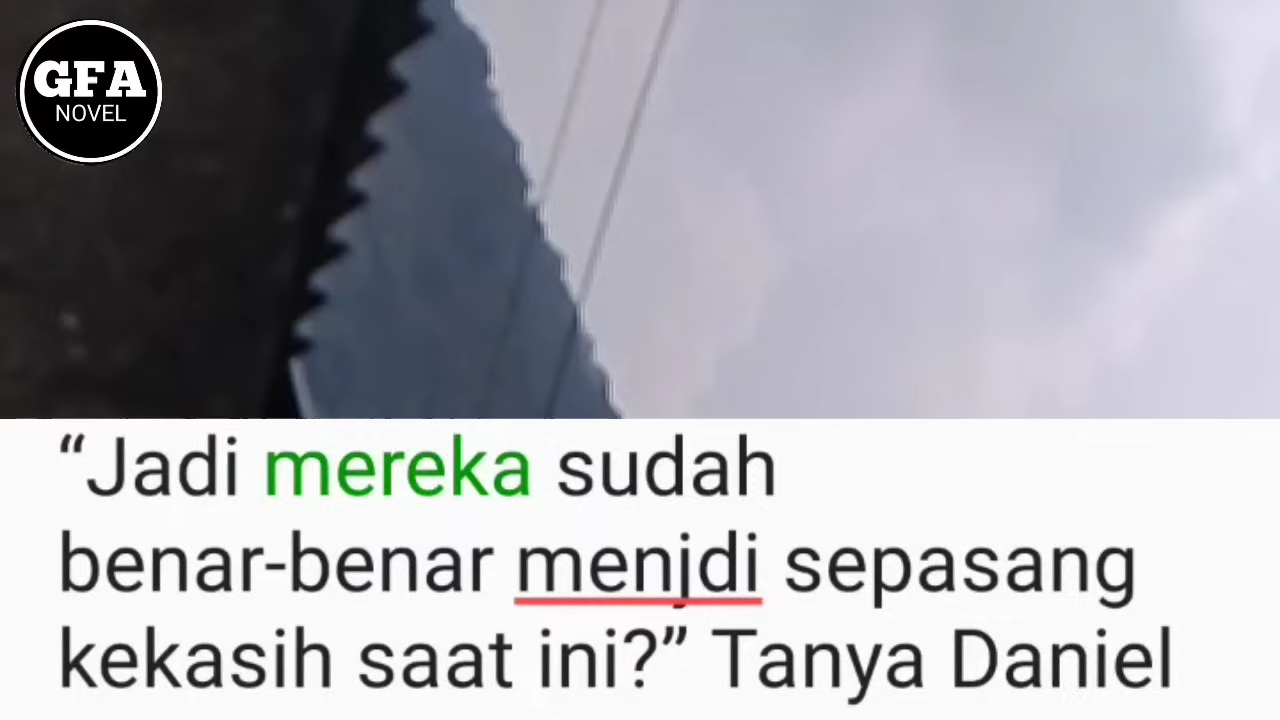 GFA
NOVEL
“Jadi mereka sudah
benar-benar menjdi sepasang
kekasih saat ini?” Tanya Daniel